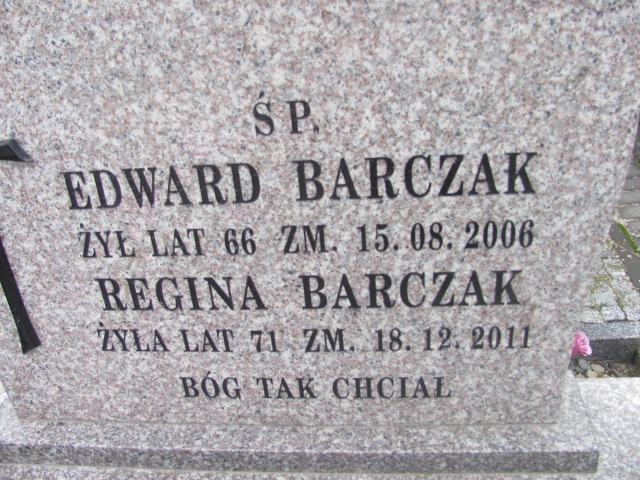 ŚP.
EDWARD BARCZAK
ŻYŁ LAT 66 ZM. 15.08.2006
REGINA BARCZAK
ŻYŁA LAT 71 ZM. 18.12.2011
BÓG TAK CHCIAŁ